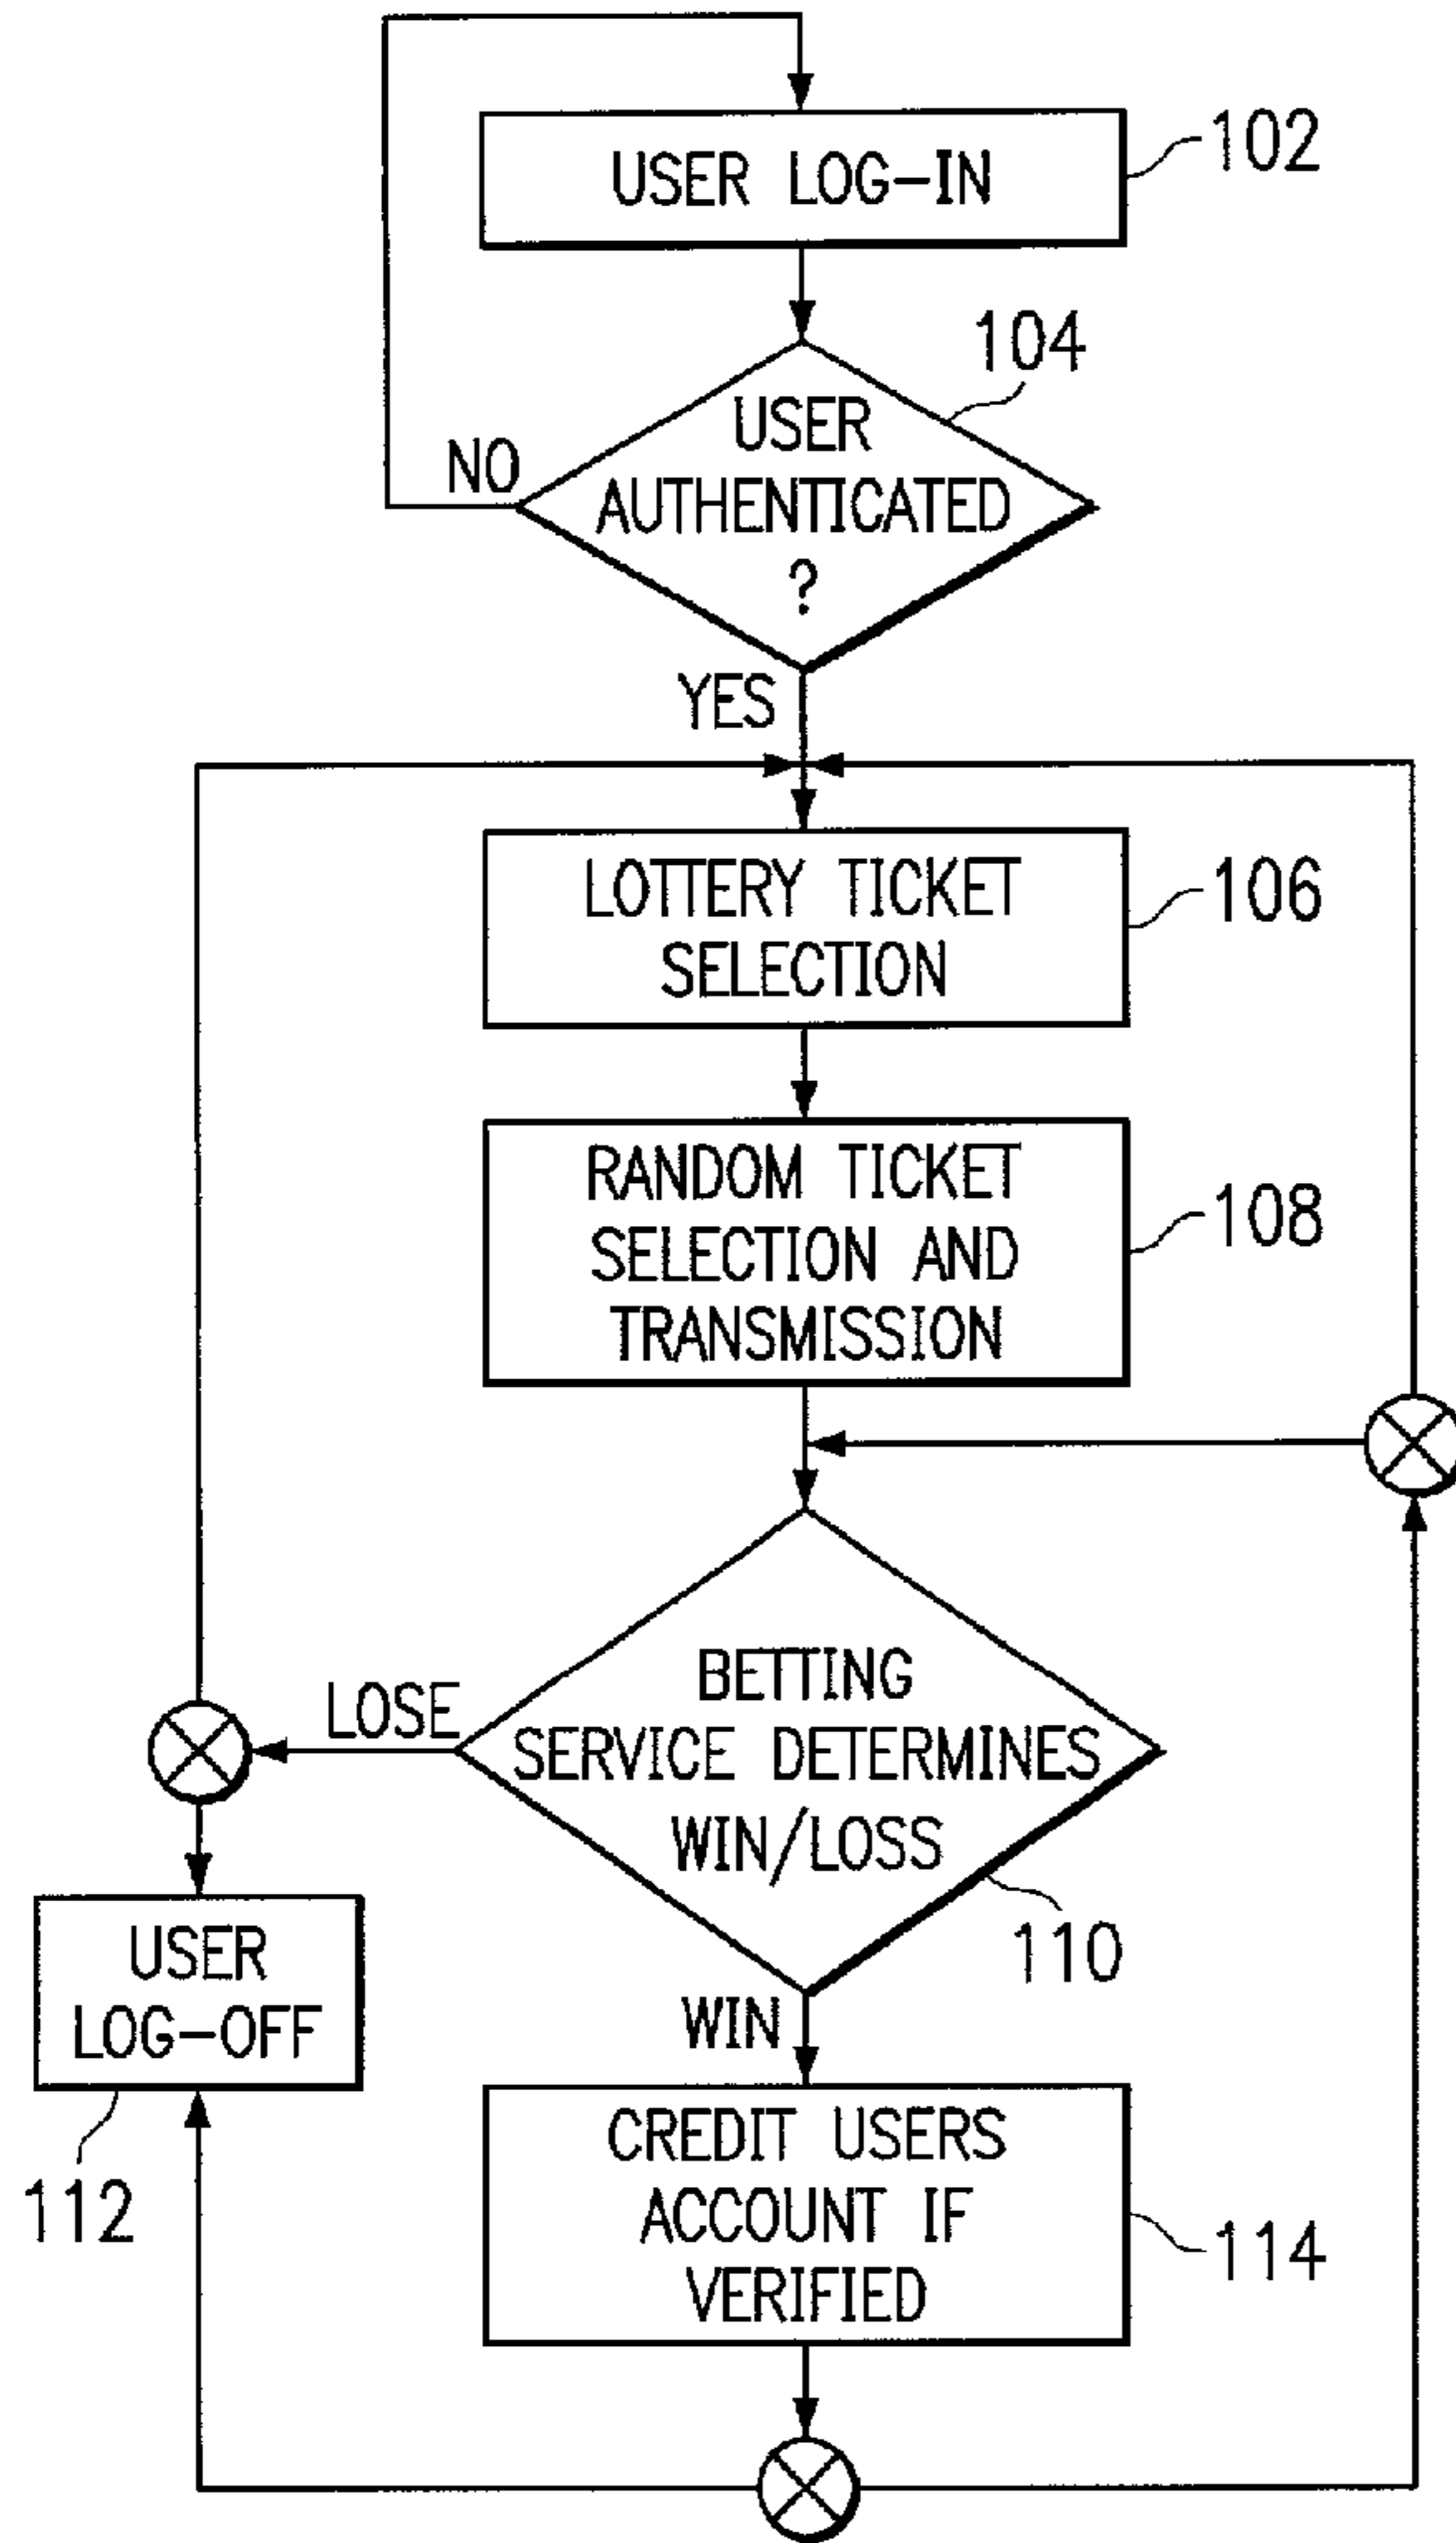 USER LOG-IN
102
104
USER
AUTHENTICATED
?
NO
YES
LOTTERY TICKET
SELECTION
106
RANDOM TICKET
SELECTION AND
TRANSMISSION
108
BETTING
SERVICE DETERMINES
WIN/LOSS
LOSE
110
USER
LOG-OFF
112
WIN
CREDIT USERS
ACCOUNT IF
VERIFIED
114